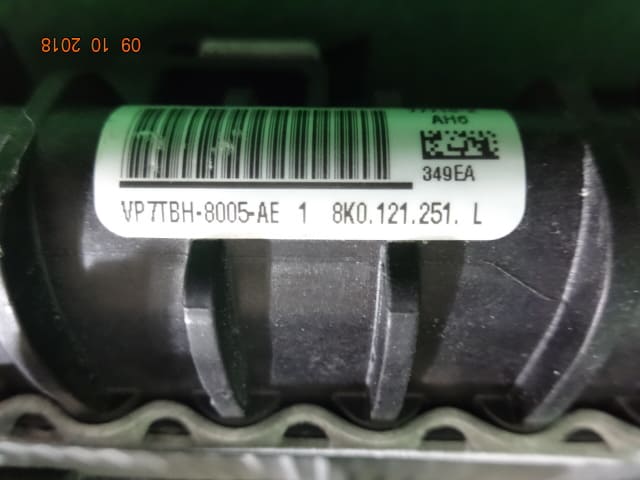 09 10 2018
AH6
349EA
VP7TBH-8005-AE 1 8K0.121.251. L